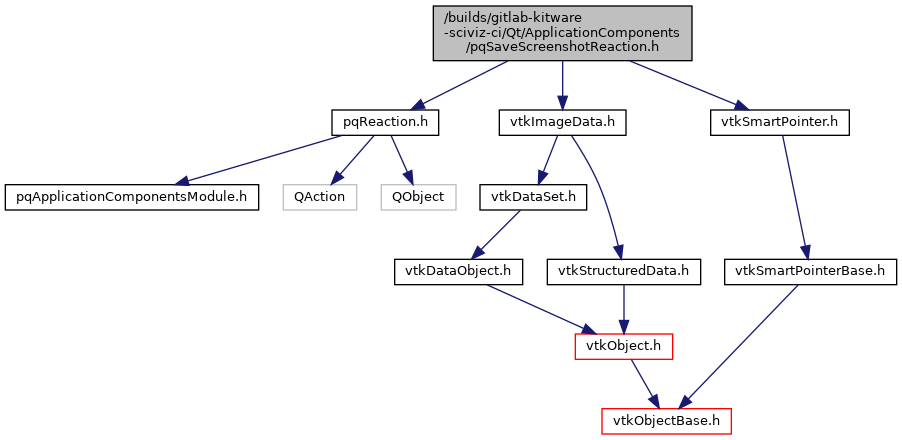 /builds/gitlab-kitware
-sciviz-ci/Qt/ApplicationComponents
/pqSaveScreenshotReaction.h
pqReaction.h
vtkImageData.h
vtkSmartPointer.h
pqApplicationComponentsModule.h
QAction
QObject
vtkDataSet.h
vtkDataObject.h
vtkStructuredData.h
vtkSmartPointerBase.h
vtkObject.h
vtkObjectBase.h